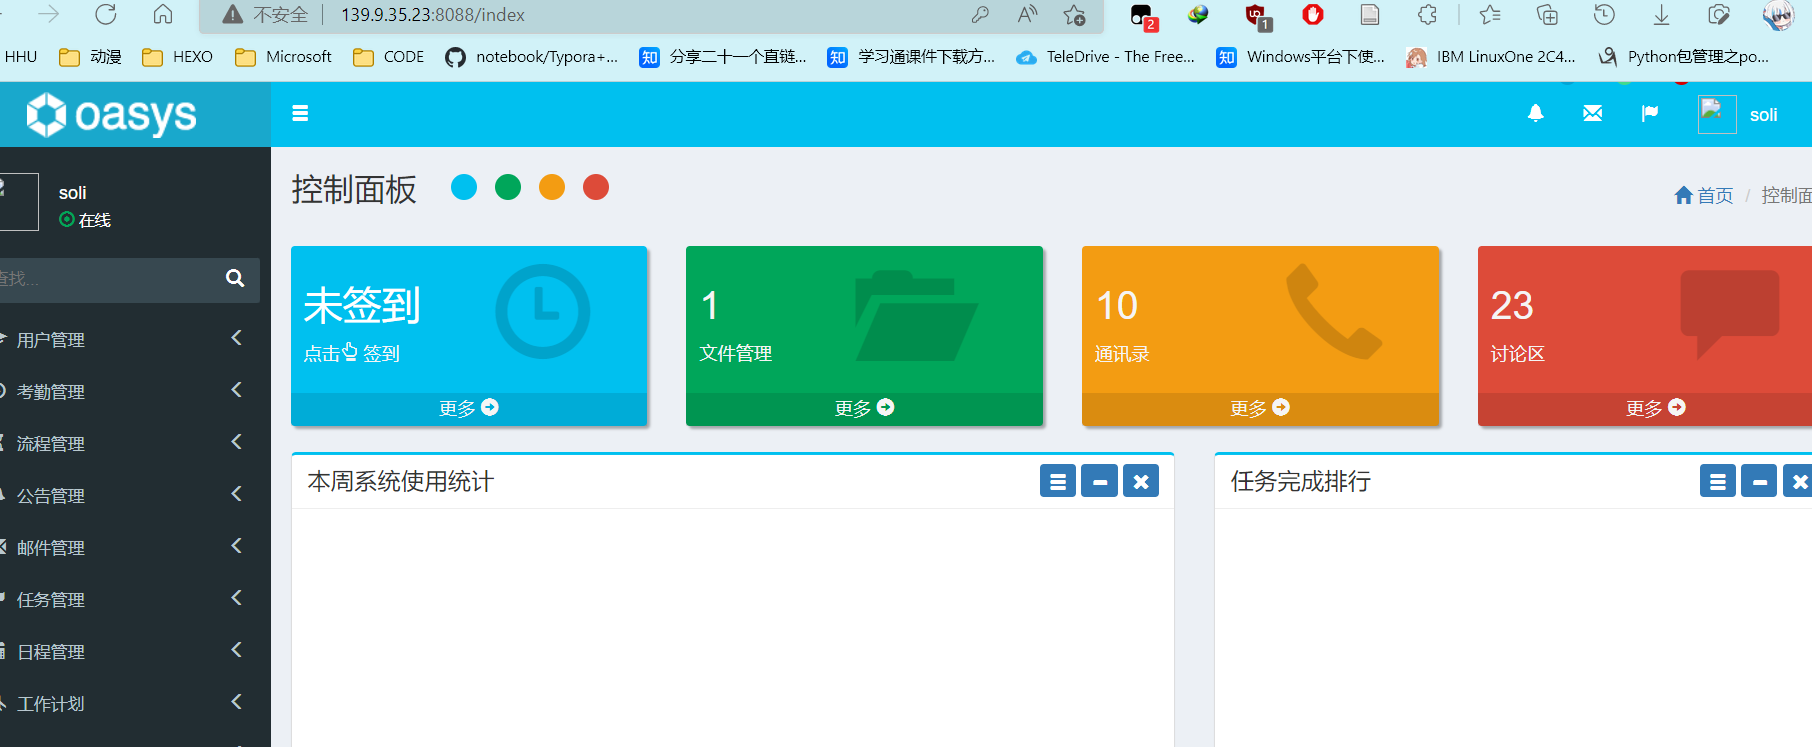 不安全 139.9.35.23:8088/index
2 1
HHU 动漫 HEXO Microsoft CODE notebook/Typora+... 知 分享二十一个直链... 知 学习通课件下载方... TeleDrive - The Free... 知 Windows平台下使... IBM LinuxOne 2C4... Python包管理之po...
oasys soli
soli
在线
查找...
用户管理
考勤管理
流程管理
公告管理
邮件管理
任务管理
日程管理
工作计划
控制面板
首页 / 控制面
未签到
点击 签到
更多
1
文件管理
更多
10
通讯录
更多
23
讨论区
更多
本周系统使用统计
任务完成排行